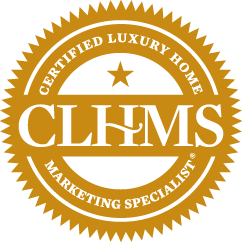 CERTIFIED LUXURY HOME
CLHMS
MARKETING SPECIALIST®